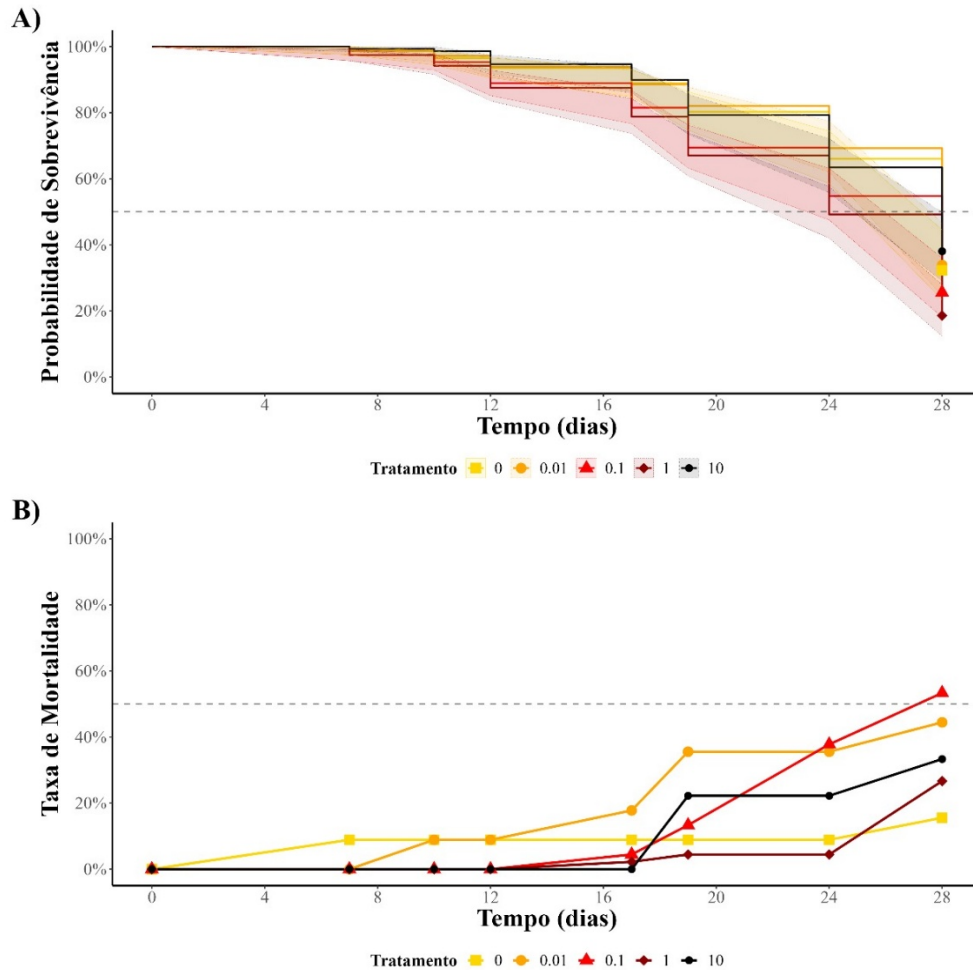 A)
Probabilidade de Sobrevivência
100%
80%
60%
40%
20%
0%
0 4 8 12 16 20 24 28
Tempo (dias)
Tratamento 0 0.01 0.1 1 10
B)
Taxa de Mortalidade
100%
80%
60%
40%
20%
0%
0 4 8 12 16 20 24 28
Tempo (dias)
Tratamento 0 0.01 0.1 1 10